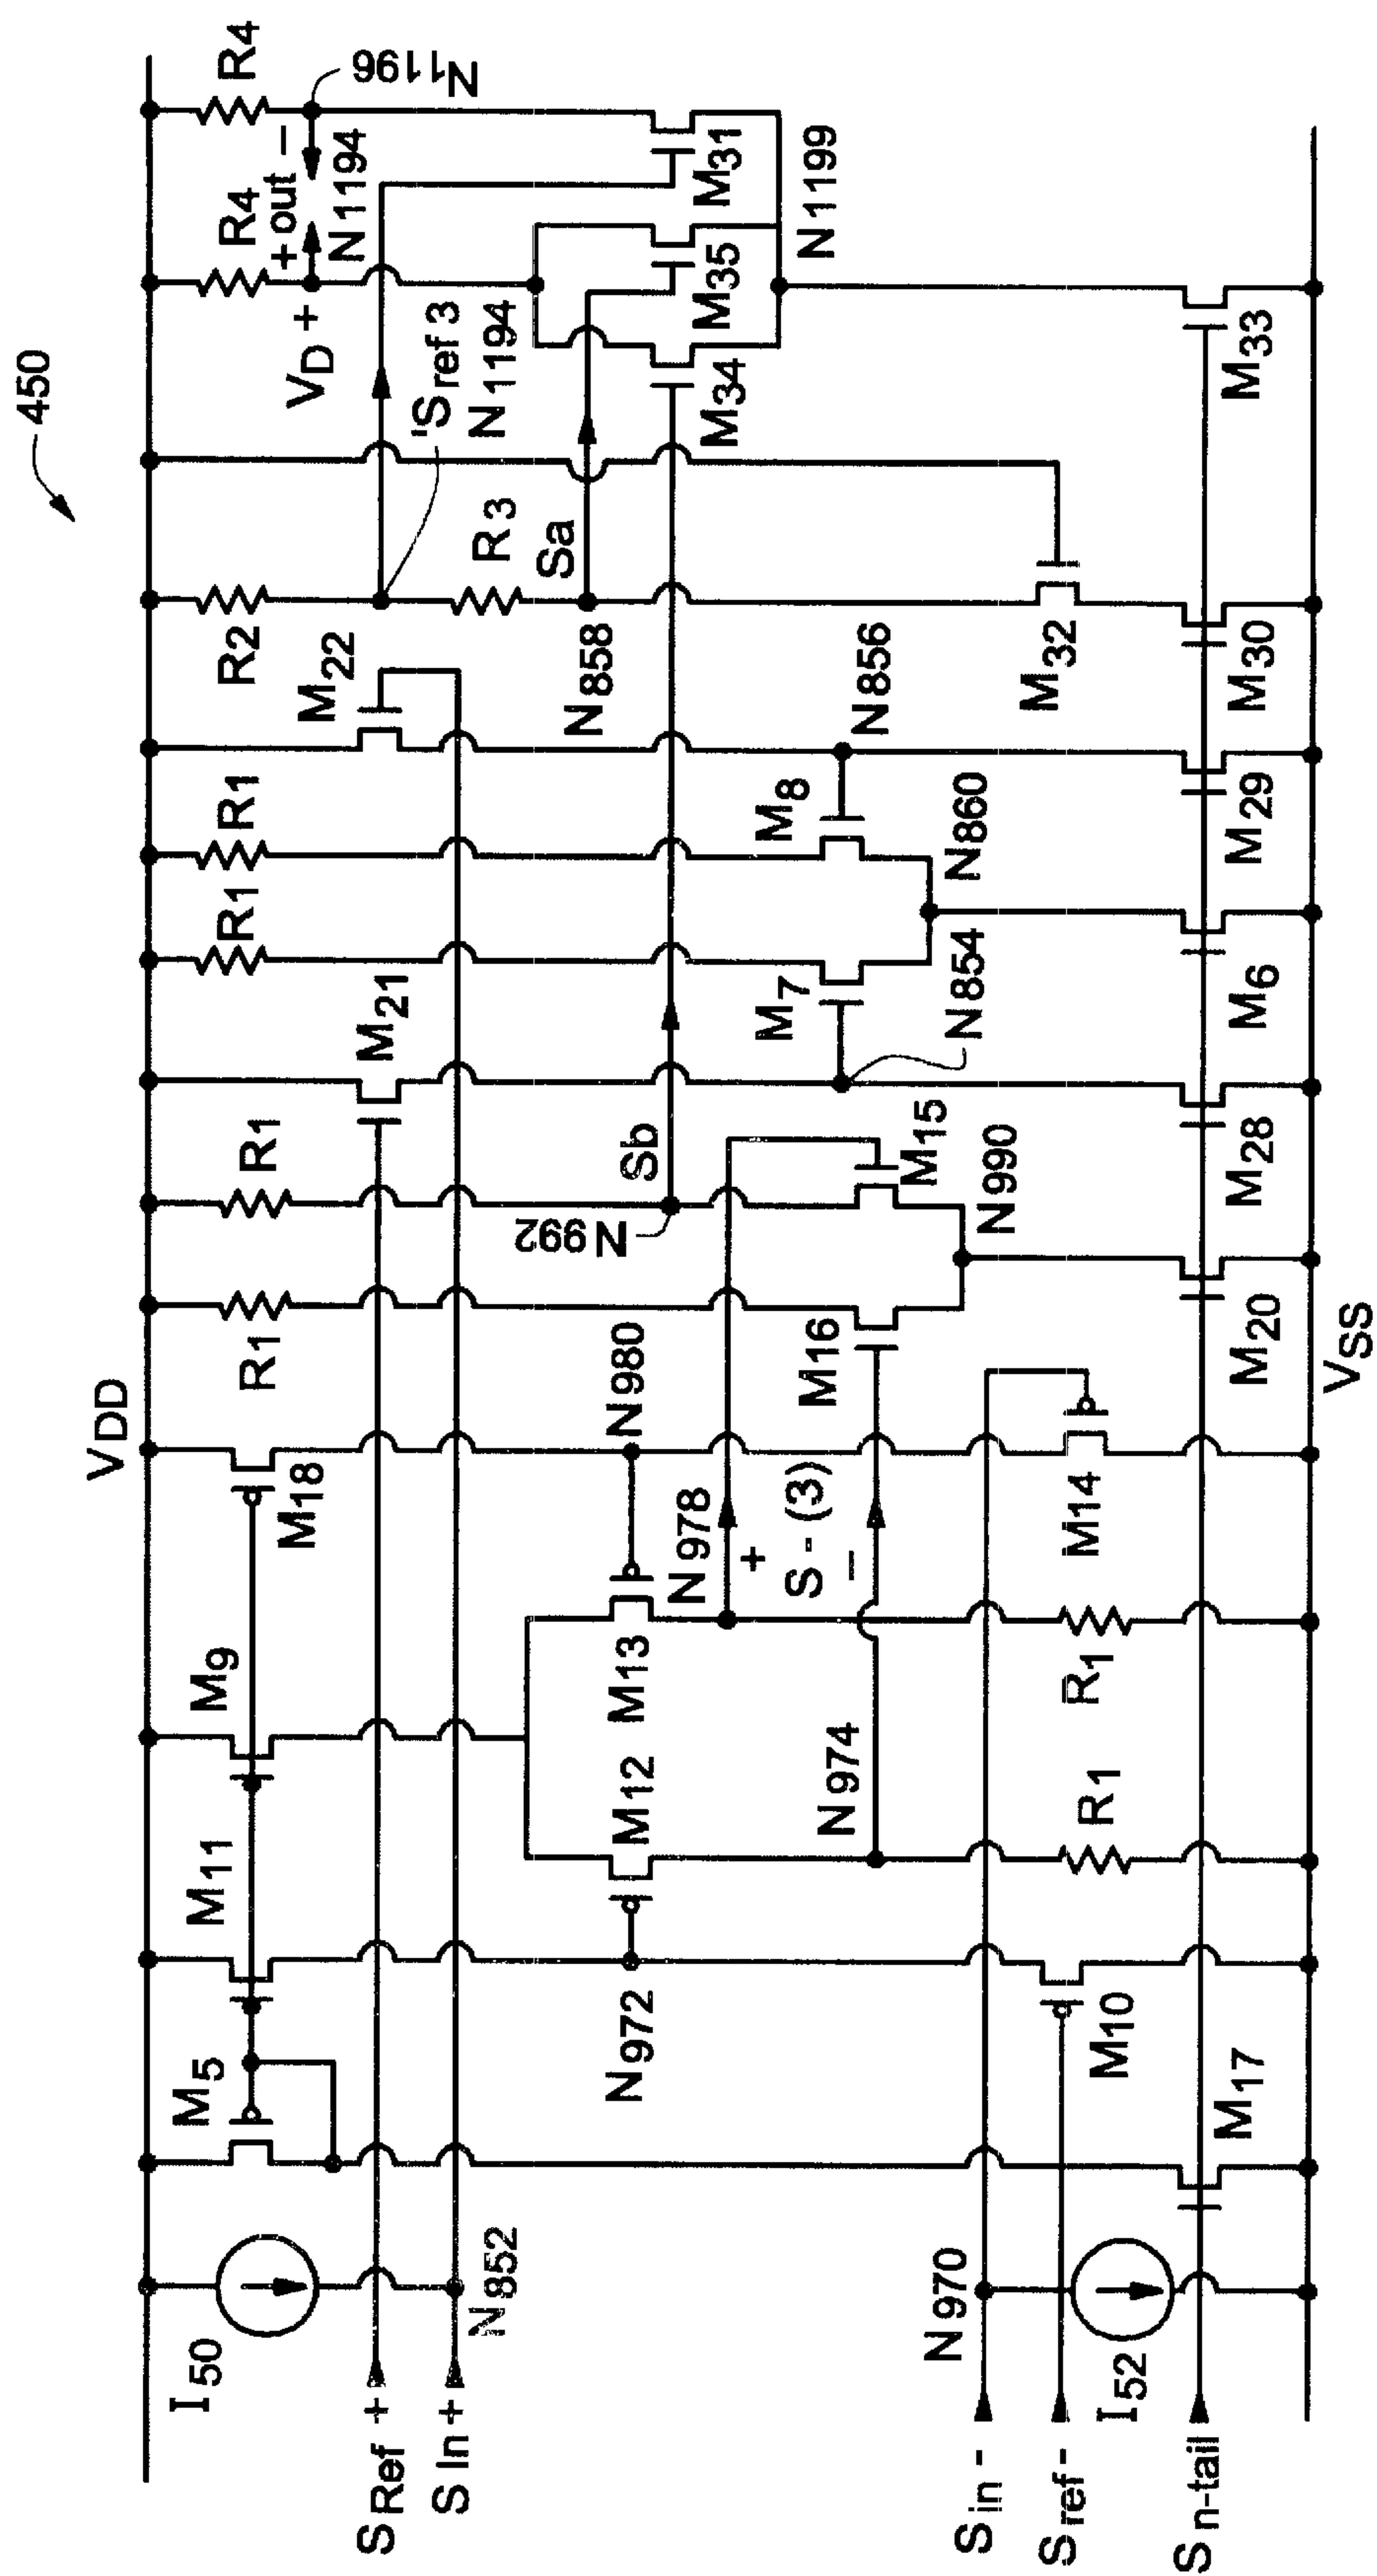 450
VDD
I50
SRef +
S In +
N852
M5
M11
M9
M18
R1
R1
M21
R1
R1
M22
R2
R4
R4
+ out −
VD +
N1194
N1196
'Sref 3
N1194
R3
Sa
N858
Sb
N992
N972
M12
M13
N980
N978
+
S - (3)
−
N974
M16
M15
N990
M7
M8
N854
N860
N856
M34
M35
M31
N1199
M32
Sin -
N970
Sref -
I52
Sn-tail
M10
M17
R1
R1
M14
M20
M28
M6
M29
M30
M33
VSS